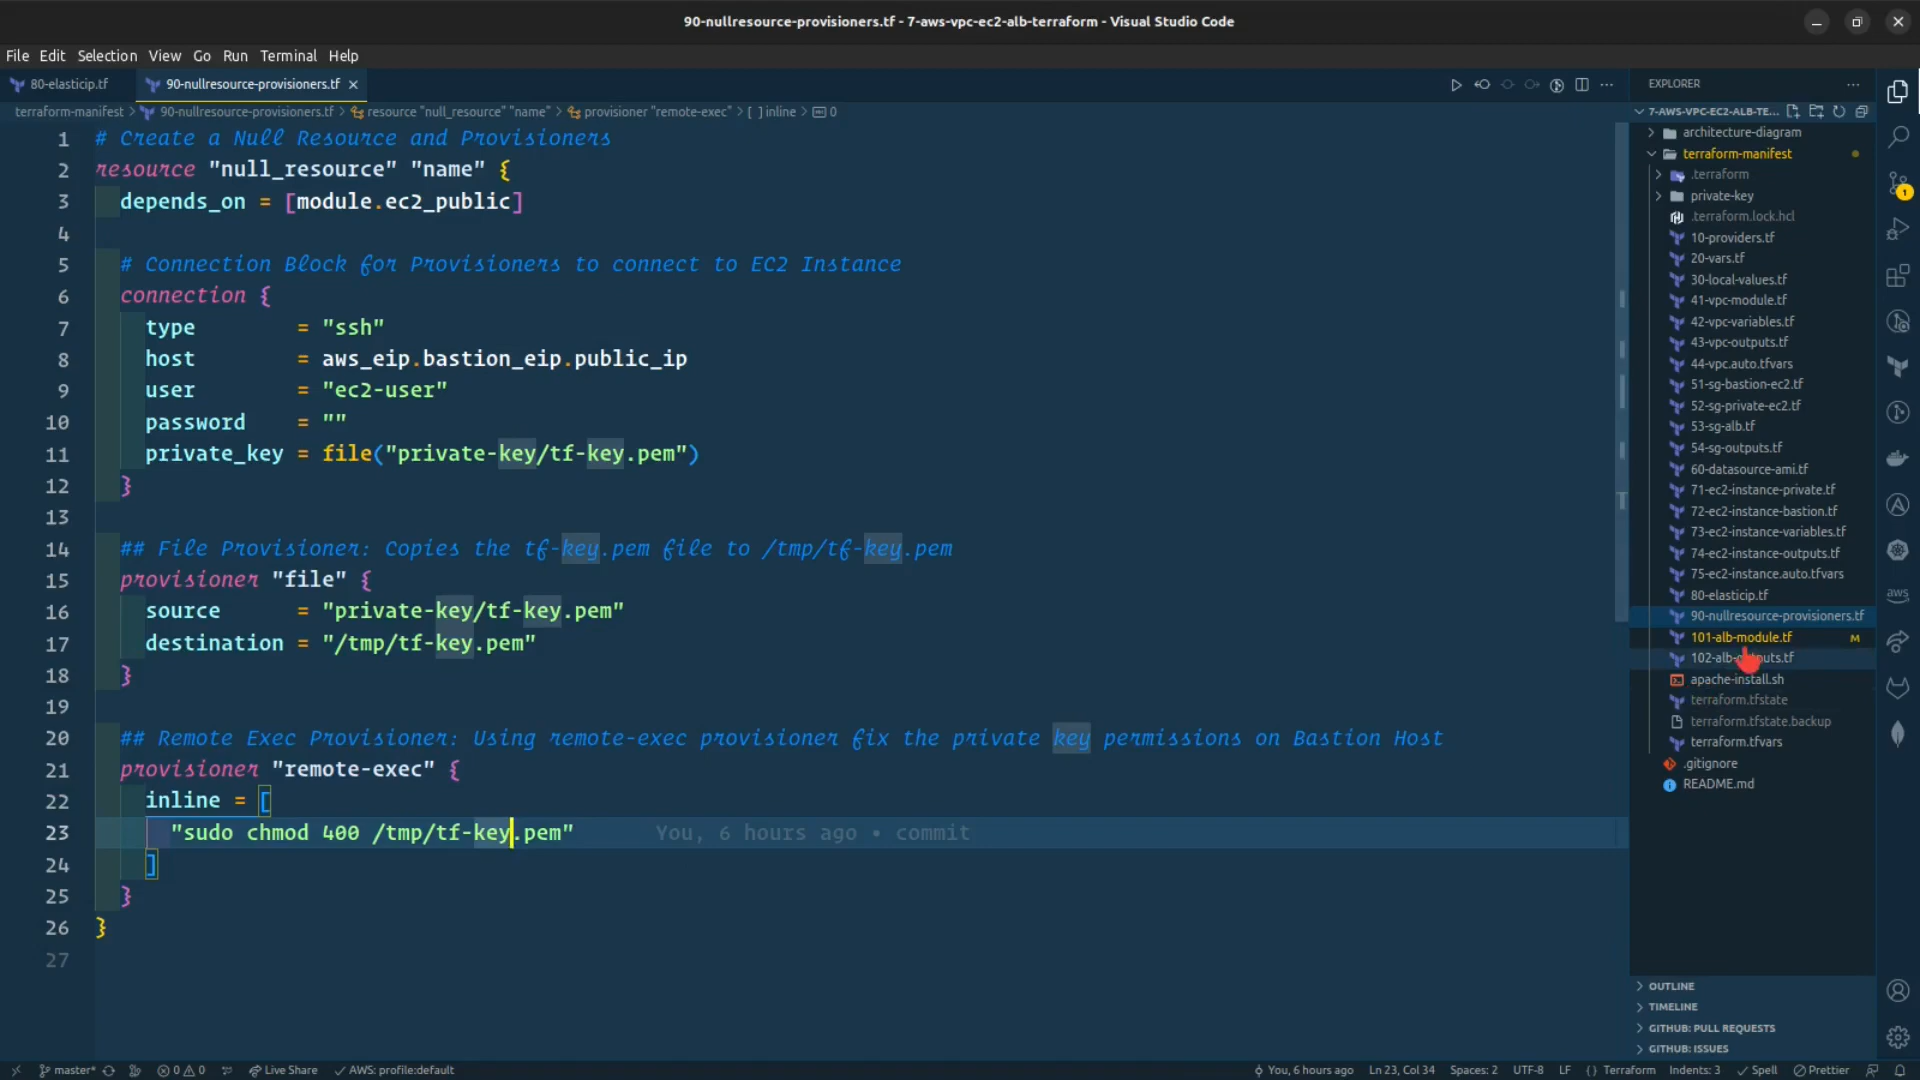 90-nullresource-provisioners.tf - 7-aws-vpc-ec2-alb-terraform - Visual Studio Code
File Edit Selection View Go Run Terminal Help
80-elasticip.tf
90-nullresource-provisioners.tf
terraform-manifest > 90-nullresource-provisioners.tf > resource "null_resource" "name" > provisioner "remote-exec" > [ ] inline > 0
1 # Create a Null Resource and Provisioners
2 resource "null_resource" "name" {
3 depends_on = [module.ec2_public]
4
5 # Connection Block for Provisioners to connect to EC2 Instance
6 connection {
7 type = "ssh"
8 host = aws_eip.bastion_eip.public_ip
9 user = "ec2-user"
10 password = ""
11 private_key = file("private-key/tf-key.pem")
12 }
13
14 ## File Provisioner: Copies the tf-key.pem file to /tmp/tf-key.pem
15 provisioner "file" {
16 source = "private-key/tf-key.pem"
17 destination = "/tmp/tf-key.pem"
18 }
19
20 ## Remote Exec Provisioner: Using remote-exec provisioner fix the private key permissions on Bastion Host
21 provisioner "remote-exec" {
22 inline = [
23 "sudo chmod 400 /tmp/tf-key.pem" You, 6 hours ago • commit
24 ]
25 }
26 }
27
EXPLORER
7-AWS-VPC-EC2-ALB-TE...
architecture-diagram
terraform-manifest
.terraform
private-key
.terraform.lock.hcl
10-providers.tf
20-vars.tf
30-local-values.tf
41-vpc-module.tf
42-vpc-variables.tf
43-vpc-outputs.tf
44-vpc.auto.tfvars
51-sg-bastion-ec2.tf
52-sg-private-ec2.tf
53-sg-alb.tf
54-sg-outputs.tf
60-datasource-ami.tf
71-ec2-instance-private.tf
72-ec2-instance-bastion.tf
73-ec2-instance-variables.tf
74-ec2-instance-outputs.tf
75-ec2-instance.auto.tfvars
80-elasticip.tf
90-nullresource-provisioners.tf
101-alb-module.tf M
102-alb-outputs.tf
apache-install.sh
terraform.tfstate
terraform.tfstate.backup
terraform.tfvars
.gitignore
README.md
OUTLINE
TIMELINE
GITHUB: PULL REQUESTS
GITHUB: ISSUES
1
aws
master* 0 0 Live Share AWS: profile:default
You, 6 hours ago Ln 23, Col 34 Spaces: 2 UTF-8 LF { } Terraform Indents: 3 Spell Prettier